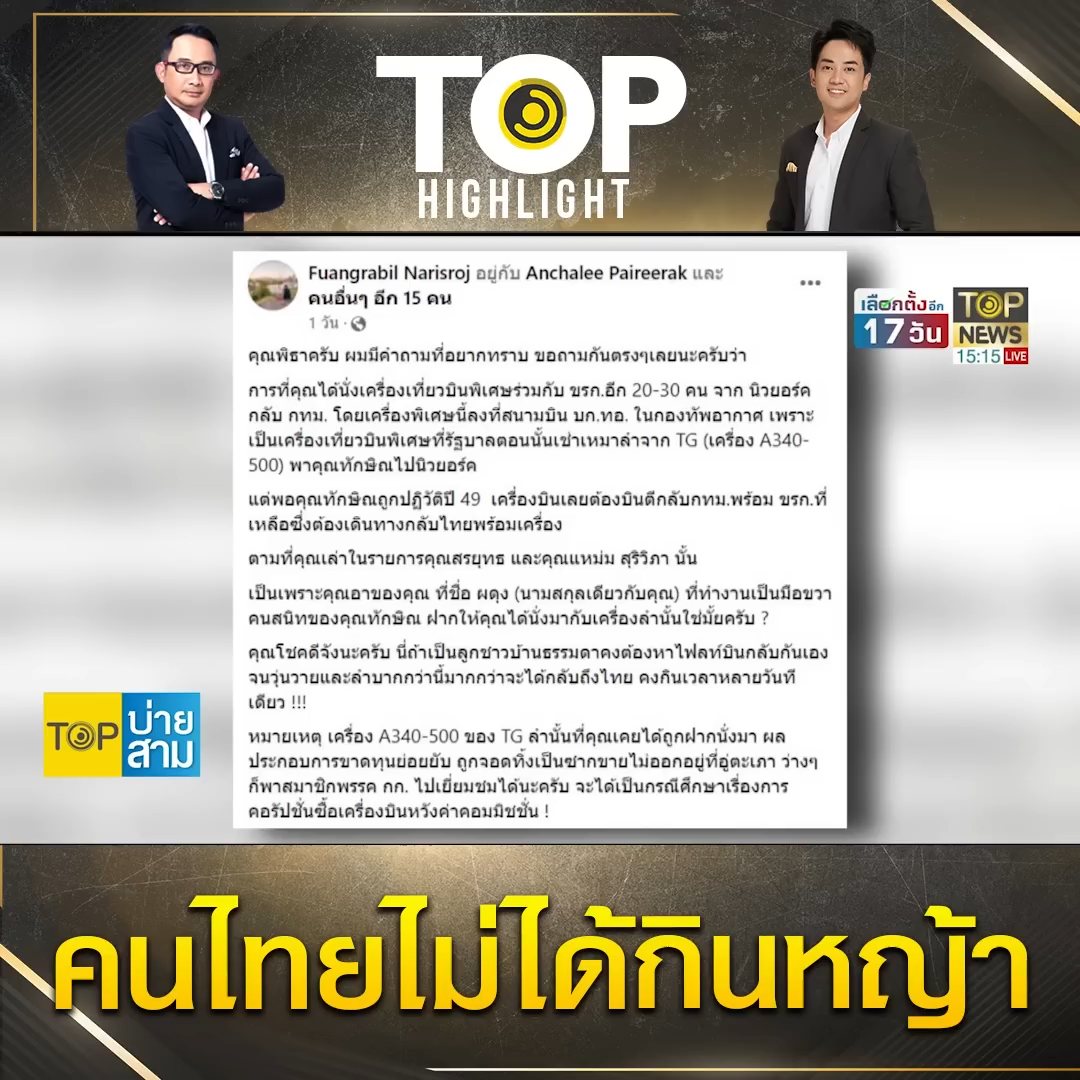 TOP
HIGHLIGHT
Fuangrabil Narisroj อยู่กับ Anchalee Paireerak และ
คนอื่นๆ อีก 15 คน
1 วัน ·
เลือกตั้งอีก
17 วัน
TOP
NEWS
15:15 LIVE
คุณพิธาครับ ผมมีคำถามที่อยากทราบ ขอถามกันตรงๆเลยนะครับว่า
การที่คุณได้นั่งเครื่องเที่ยวบินพิเศษร่วมกับ ขรก.อีก 20-30 คน จาก นิวยอร์ค
กลับ กทม. โดยเครื่องพิเศษนี้ลงที่สนามบิน บก.ทอ. ในกองทัพอากาศ เพราะ
เป็นเครื่องเที่ยวบินพิเศษที่รัฐบาลตอนนั้นเช่าเหมาลำจาก TG (เครื่อง A340-
500) พาคุณทักษิณไปนิวยอร์ค
แต่พอคุณทักษิณถูกปฏิวัติปี 49 เครื่องบินเลยต้องบินตีกลับกทม.พร้อม ขรก.ที่
เหลือซึ่งต้องเดินทางกลับไทยพร้อมเครื่อง
ตามที่คุณเล่าในรายการคุณสรยุทธ และคุณแหม่ม สุริวิภา นั้น
เป็นเพราะคุณอาของคุณ ที่ชื่อ ผดุง (นามสกุลเดียวกับคุณ) ที่ทำงานเป็นมือขวา
คนสนิทของคุณทักษิณ ฝากให้คุณได้นั่งมากับเครื่องลำนั้นใช่มั้ยครับ ?
คุณโชคดีจังนะครับ นี่ถ้าเป็นลูกชาวบ้านธรรมดาคงต้องหาไฟลท์บินกลับกันเอง
จนวุ่นวายและลำบากกว่านี้มากกว่าจะได้กลับถึงไทย คงกินเวลาหลายวันที
เดียว !!!
หมายเหตุ เครื่อง A340-500 ของ TG ลำนั้นที่คุณเคยได้ถูกฝากนั่งมา ผล
ประกอบการขาดทุนย่อยยับ ถูกจอดทิ้งเป็นซากขายไม่ออกอยู่ที่อู่ตะเภา ว่างๆ
ก็พาสมาชิกพรรค กก. ไปเยี่ยมชมได้นะครับ จะได้เป็นกรณีศึกษาเรื่องการ
คอรัปชั่นซื้อเครื่องบินหวังค่าคอมมิชชั่น !
TOP บ่าย
สาม
คนไทยไม่ได้กินหญ้า